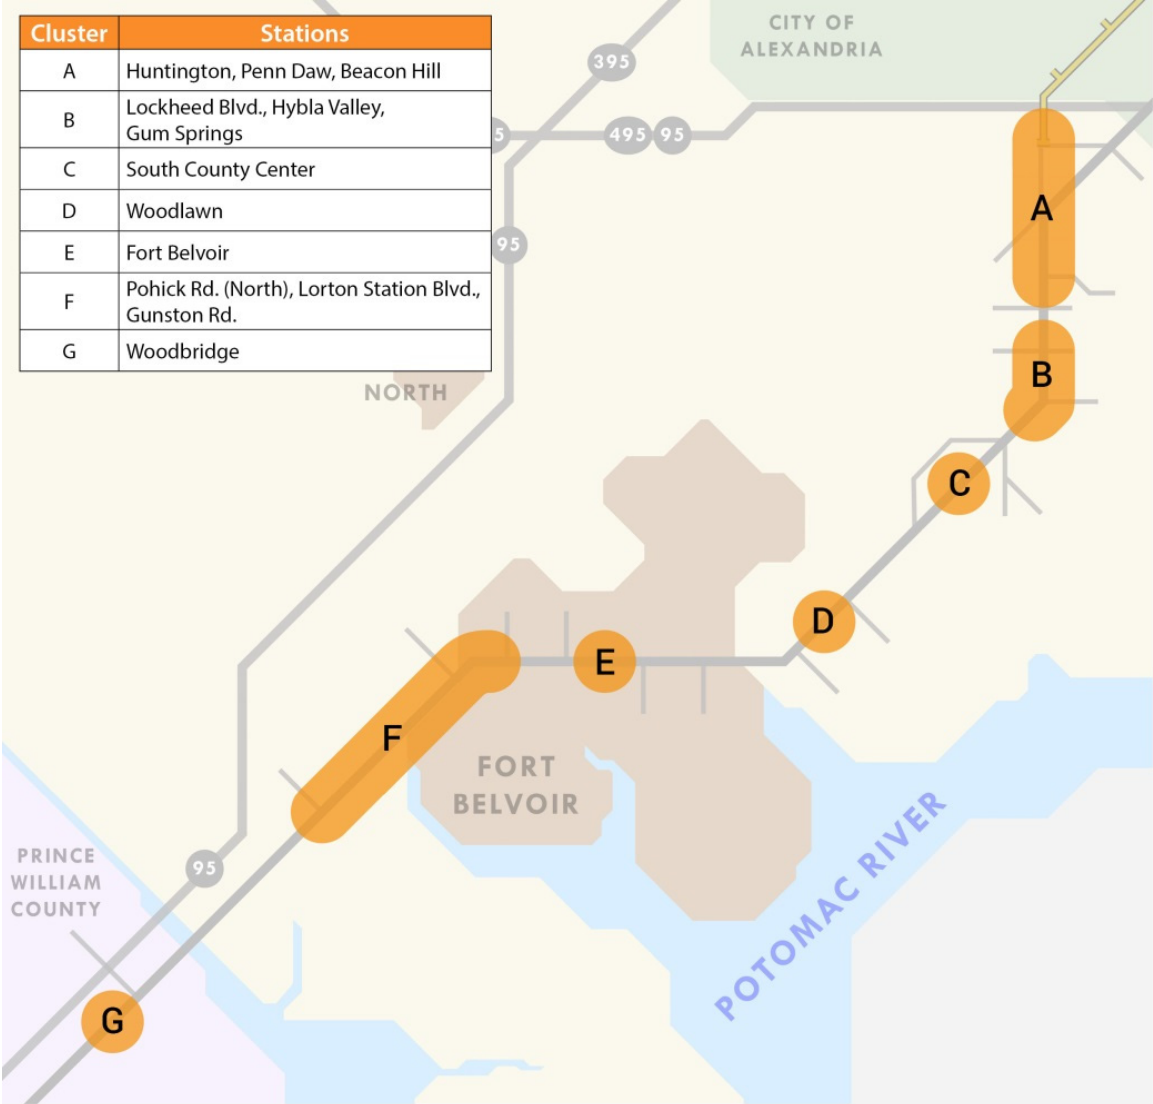 Cluster Stations
A Huntington, Penn Daw, Beacon Hill
B Lockheed Blvd., Hybla Valley,
Gum Springs
C South County Center
D Woodlawn
E Fort Belvoir
F Pohick Rd. (North), Lorton Station Blvd.,
Gunston Rd.
G Woodbridge
CITY OF
ALEXANDRIA
395
5
495 95
A
95
B
NORTH
C
D
E
F
FORT
BELVOIR
POTOMAC RIVER
PRINCE
WILLIAM
COUNTY
95
G